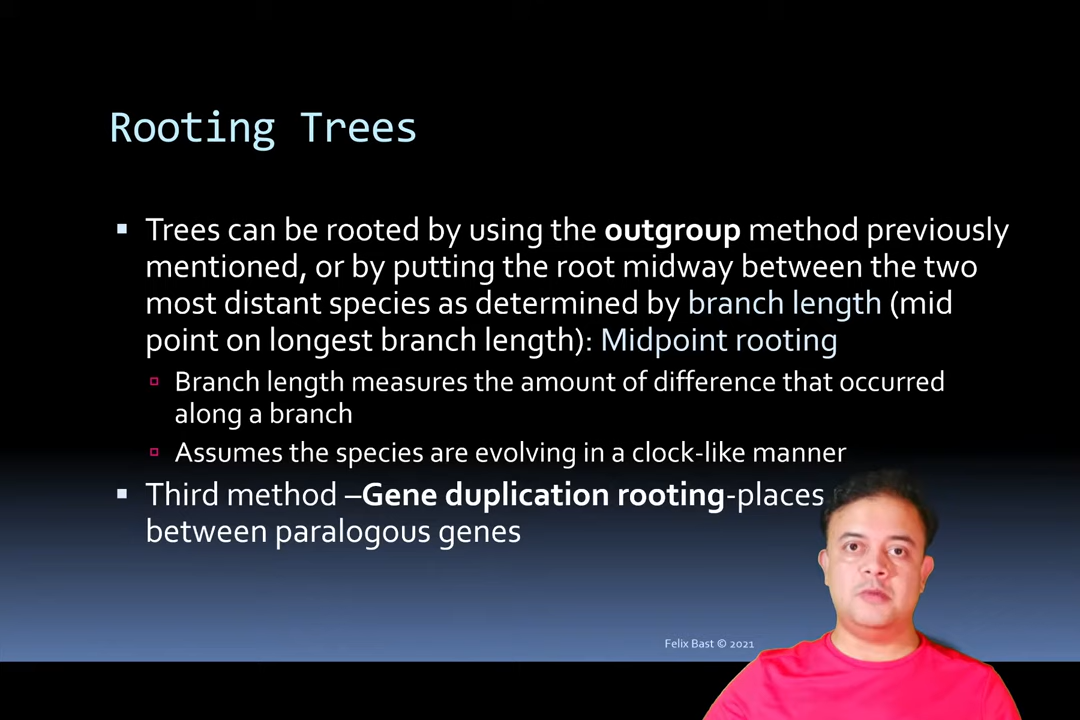 Rooting Trees
▪ Trees can be rooted by using the outgroup method previously
mentioned, or by putting the root midway between the two
most distant species as determined by branch length (mid
point on longest branch length): Midpoint rooting
▫ Branch length measures the amount of difference that occurred
along a branch
▫ Assumes the species are evolving in a clock-like manner
▪ Third method –Gene duplication rooting-places
between paralogous genes
Felix Bast © 2021